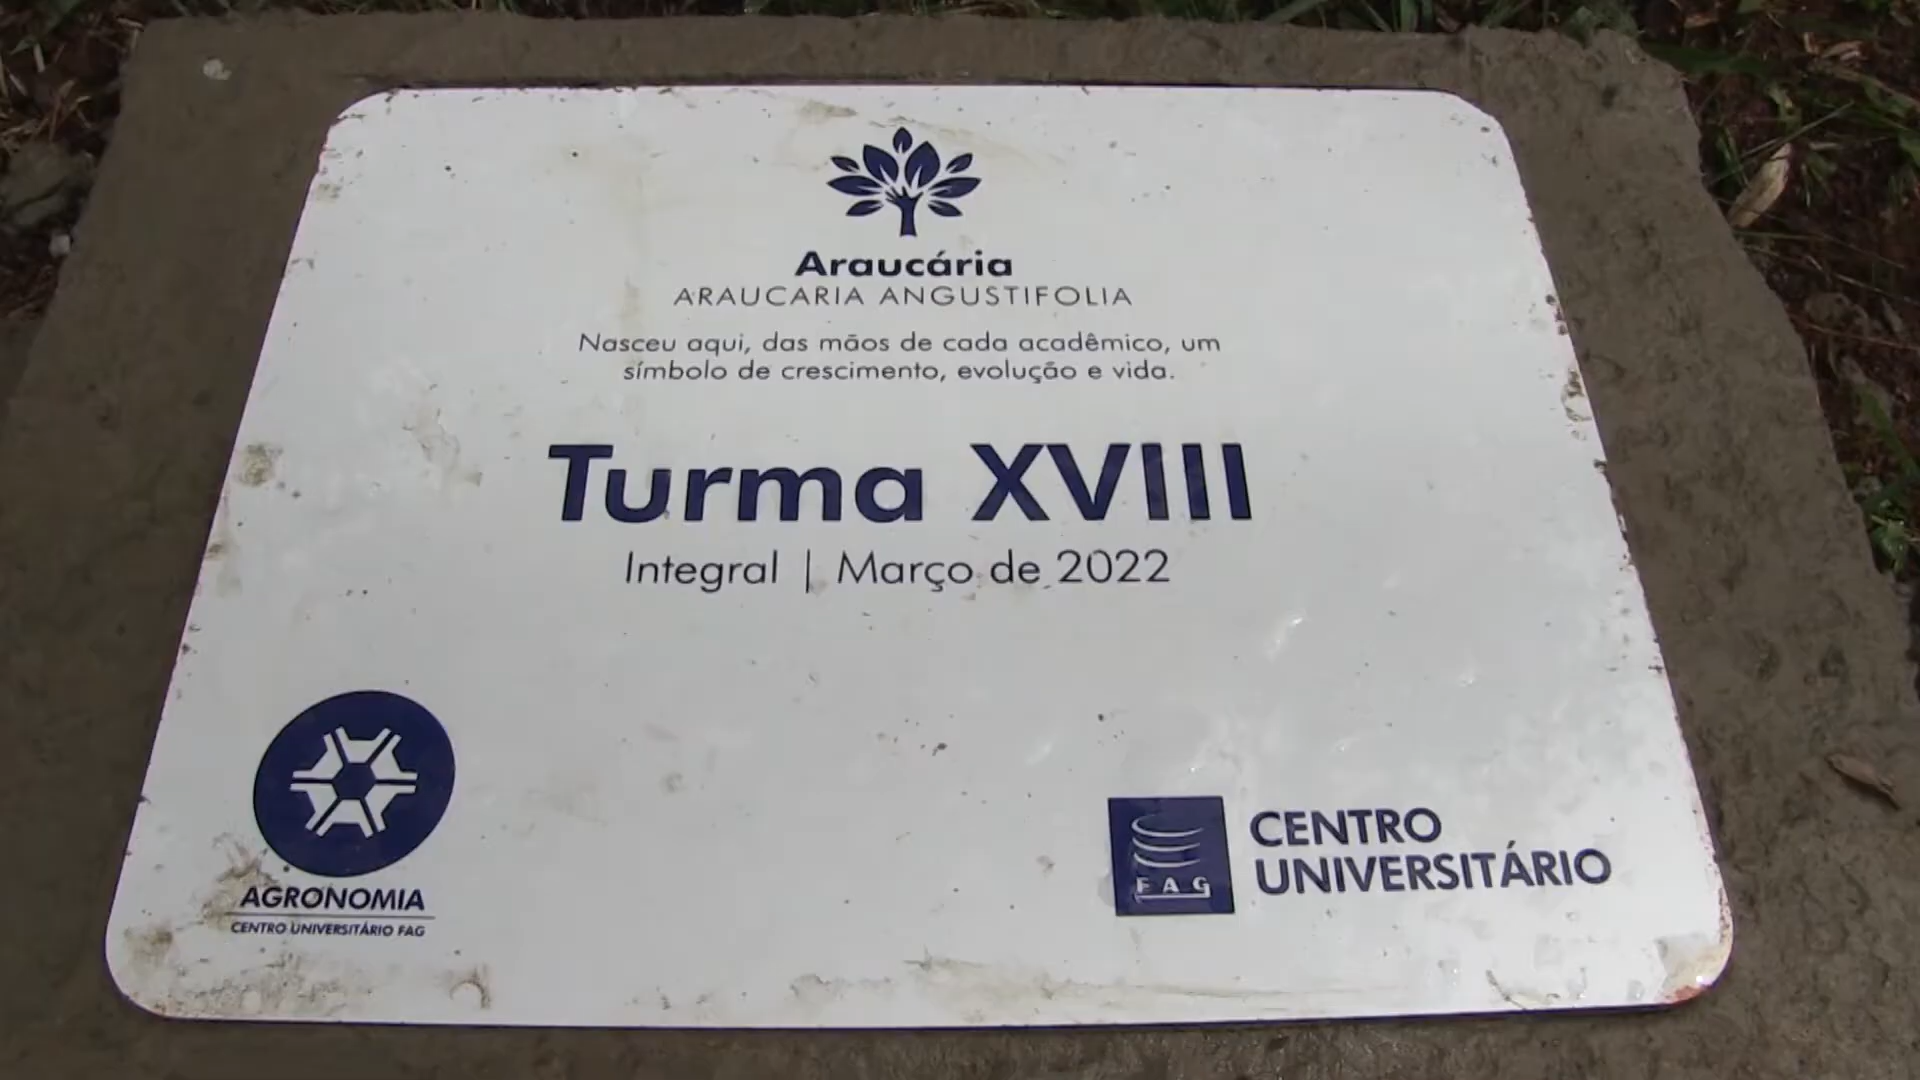 Araucária
ARAUCARIA ANGUSTIFOLIA
Nasceu aqui, das mãos de cada acadêmico, um
símbolo de crescimento, evolução e vida.
Turma XVIII
Integral | Março de 2022
AGRONOMIA
CENTRO UNIVERSITÁRIO FAG
FAG
CENTRO
UNIVERSITÁRIO